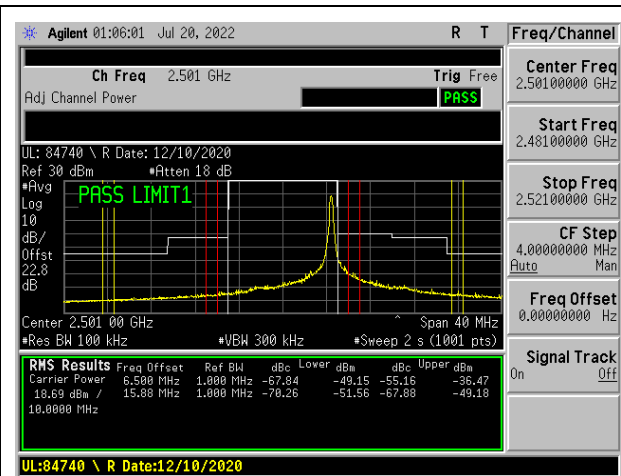 Agilent 01:06:01 Jul 20, 2022 R T
Freq/Channel
Ch Freq 2.501 GHz Trig Free
Adj Channel Power PASS
UL: 84740 \ R Date: 12/10/2020
Ref 30 dBm #Atten 18 dB
#Avg
Log
10
dB/
Offst
22.8
dB
PASS LIMIT1
Center 2.501 00 GHz ^ Span 40 MHz
#Res BW 100 kHz #VBW 300 kHz #Sweep 2 s (1001 pts)
RMS Results Freq Offset Ref BW dBc Lower dBm dBc Upper dBm
Carrier Power 6.500 MHz 1.000 MHz -67.84 -49.15 -55.16 -36.47
18.69 dBm / 15.88 MHz 1.000 MHz -70.26 -51.56 -67.88 -49.18
10.0000 MHz
UL:84740 \ R Date:12/10/2020
Center Freq
2.50100000 GHz
Start Freq
2.48100000 GHz
Stop Freq
2.52100000 GHz
CF Step
4.00000000 MHz
Auto Man
Freq Offset
0.00000000 Hz
Signal Track
On Off